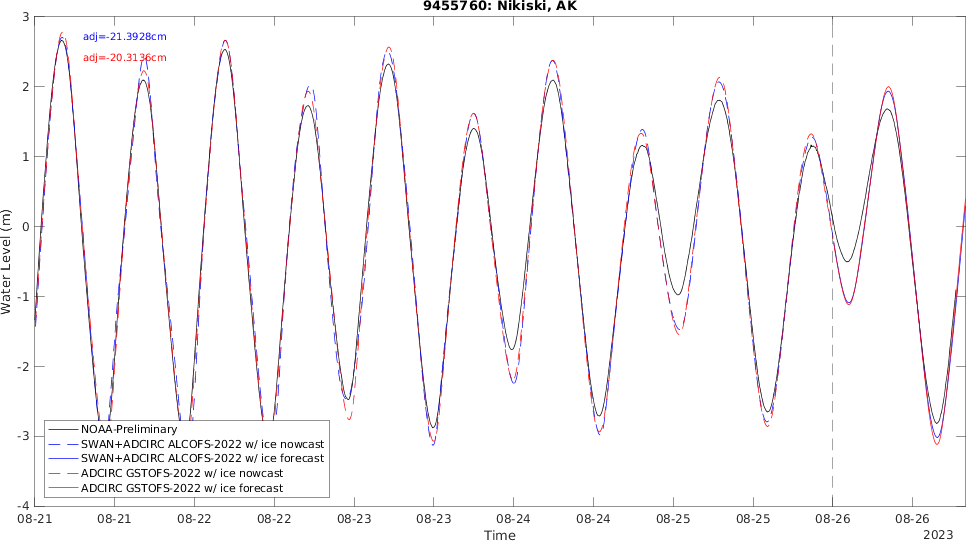 9455760: Nikiski, AK
adj=-21.3928cm
adj=-20.3136cm
3
2
1
0
-1
-2
-3
-4
Water Level (m)
NOAA-Preliminary
SWAN+ADCIRC ALCOFS-2022 w/ ice nowcast
SWAN+ADCIRC ALCOFS-2022 w/ ice forecast
ADCIRC GSTOFS-2022 w/ ice nowcast
ADCIRC GSTOFS-2022 w/ ice forecast
08-21 08-21 08-22 08-22 08-23 08-23 08-24 08-24 08-25 08-25 08-26 08-26
Time
2023